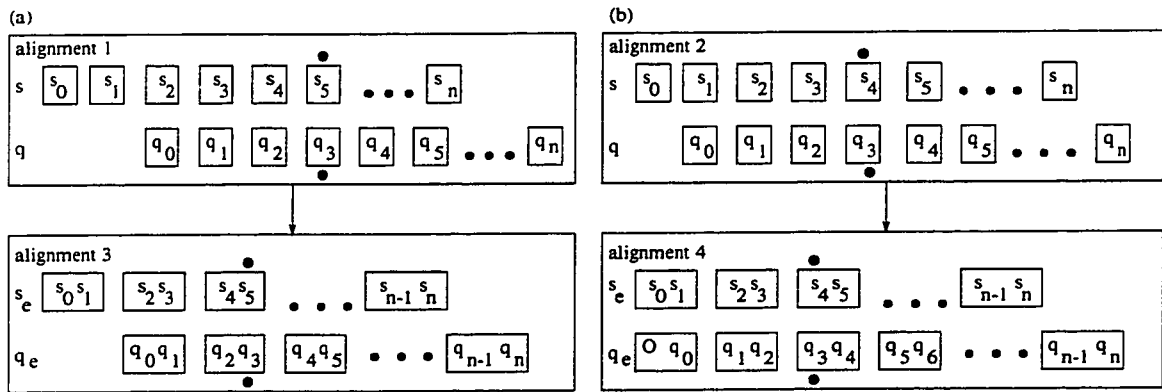 (a)
alignment 1
s s0 s1 s2 s3 s4 s5 sn
q q0 q1 q2 q3 q4 q5 qn
alignment 3
se s0s1 s2s3 s4s5 sn-1 sn
qe q0q1 q2q3 q4q5 qn-1 qn
(b)
alignment 2
s s0 s1 s2 s3 s4 s5 sn
q q0 q1 q2 q3 q4 q5 qn
alignment 4
se s0s1 s2s3 s4s5 sn-1 sn
qe O q0 q1q2 q3q4 q5q6 qn-1 qn